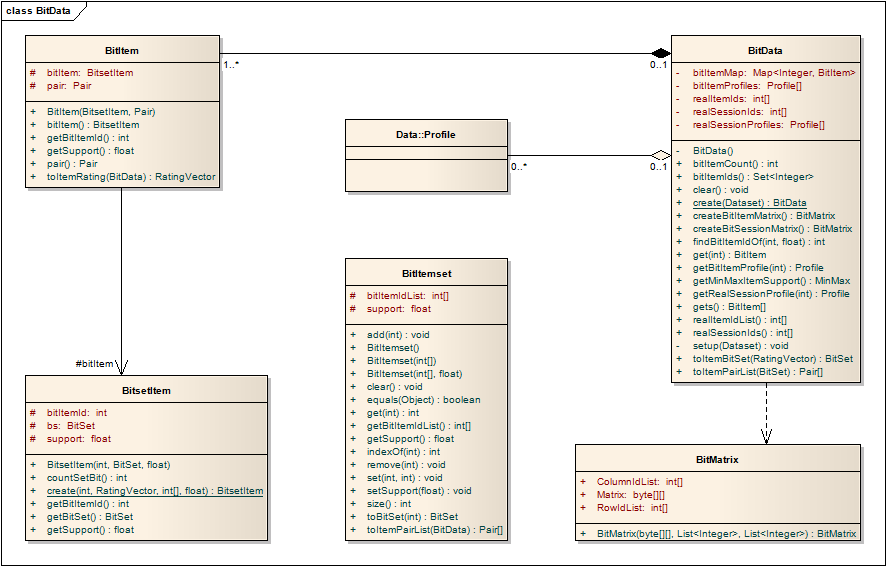 class BitData
BitItem
# bitItem: BitsetItem
# pair: Pair
+ BitItem(BitsetItem, Pair)
+ bitItem() : BitsetItem
+ getBitItemId() : int
+ getSupport() : float
+ pair() : Pair
+ toItemRating(BitData) : RatingVector
1..*
0..1
BitData
- bitItemMap: Map<Integer, BitItem>
- bitItemProfiles: Profile[]
- realItemIds: int[]
- realSessionIds: int[]
- realSessionProfiles: Profile[]
- BitData()
+ bitItemCount() : int
+ bitItemIds() : Set<Integer>
+ clear() : void
+ create(Dataset) : BitData
+ createBitItemMatrix() : BitMatrix
+ createBitSessionMatrix() : BitMatrix
+ findBitItemIdOf(int, float) : int
+ get(int) : BitItem
+ getBitItemProfile(int) : Profile
+ getMinMaxItemSupport() : MinMax
+ getRealSessionProfile(int) : Profile
+ gets() : BitItem[]
+ realItemIdList() : int[]
+ realSessionIds() : int[]
- setup(Dataset) : void
+ toItemBitSet(RatingVector) : BitSet
+ toItemPairList(BitSet) : Pair[]
Data::Profile
0..*
0..1
BitItemset
# bitItemIdList: int[]
# support: float
+ add(int) : void
+ BitItemset()
+ BitItemset(int[])
+ BitItemset(int[], float)
+ clear() : void
+ equals(Object) : boolean
+ get(int) : int
+ getBitItemIdList() : int[]
+ getSupport() : float
+ indexOf(int) : int
+ remove(int) : void
+ set(int, int) : void
+ setSupport(float) : void
+ size() : int
+ toBitSet(int) : BitSet
+ toItemPairList(BitData) : Pair[]
#bitItem
BitsetItem
# bitItemId: int
# bs: BitSet
# support: float
+ BitsetItem(int, BitSet, float)
+ countSetBit() : int
+ create(int, RatingVector, int[], float) : BitsetItem
+ getBitItemId() : int
+ getBitSet() : BitSet
+ getSupport() : float
BitMatrix
+ ColumnIdList: int[]
+ Matrix: byte[][]
+ RowIdList: int[]
+ BitMatrix(byte[][], List<Integer>, List<Integer>) : BitMatrix